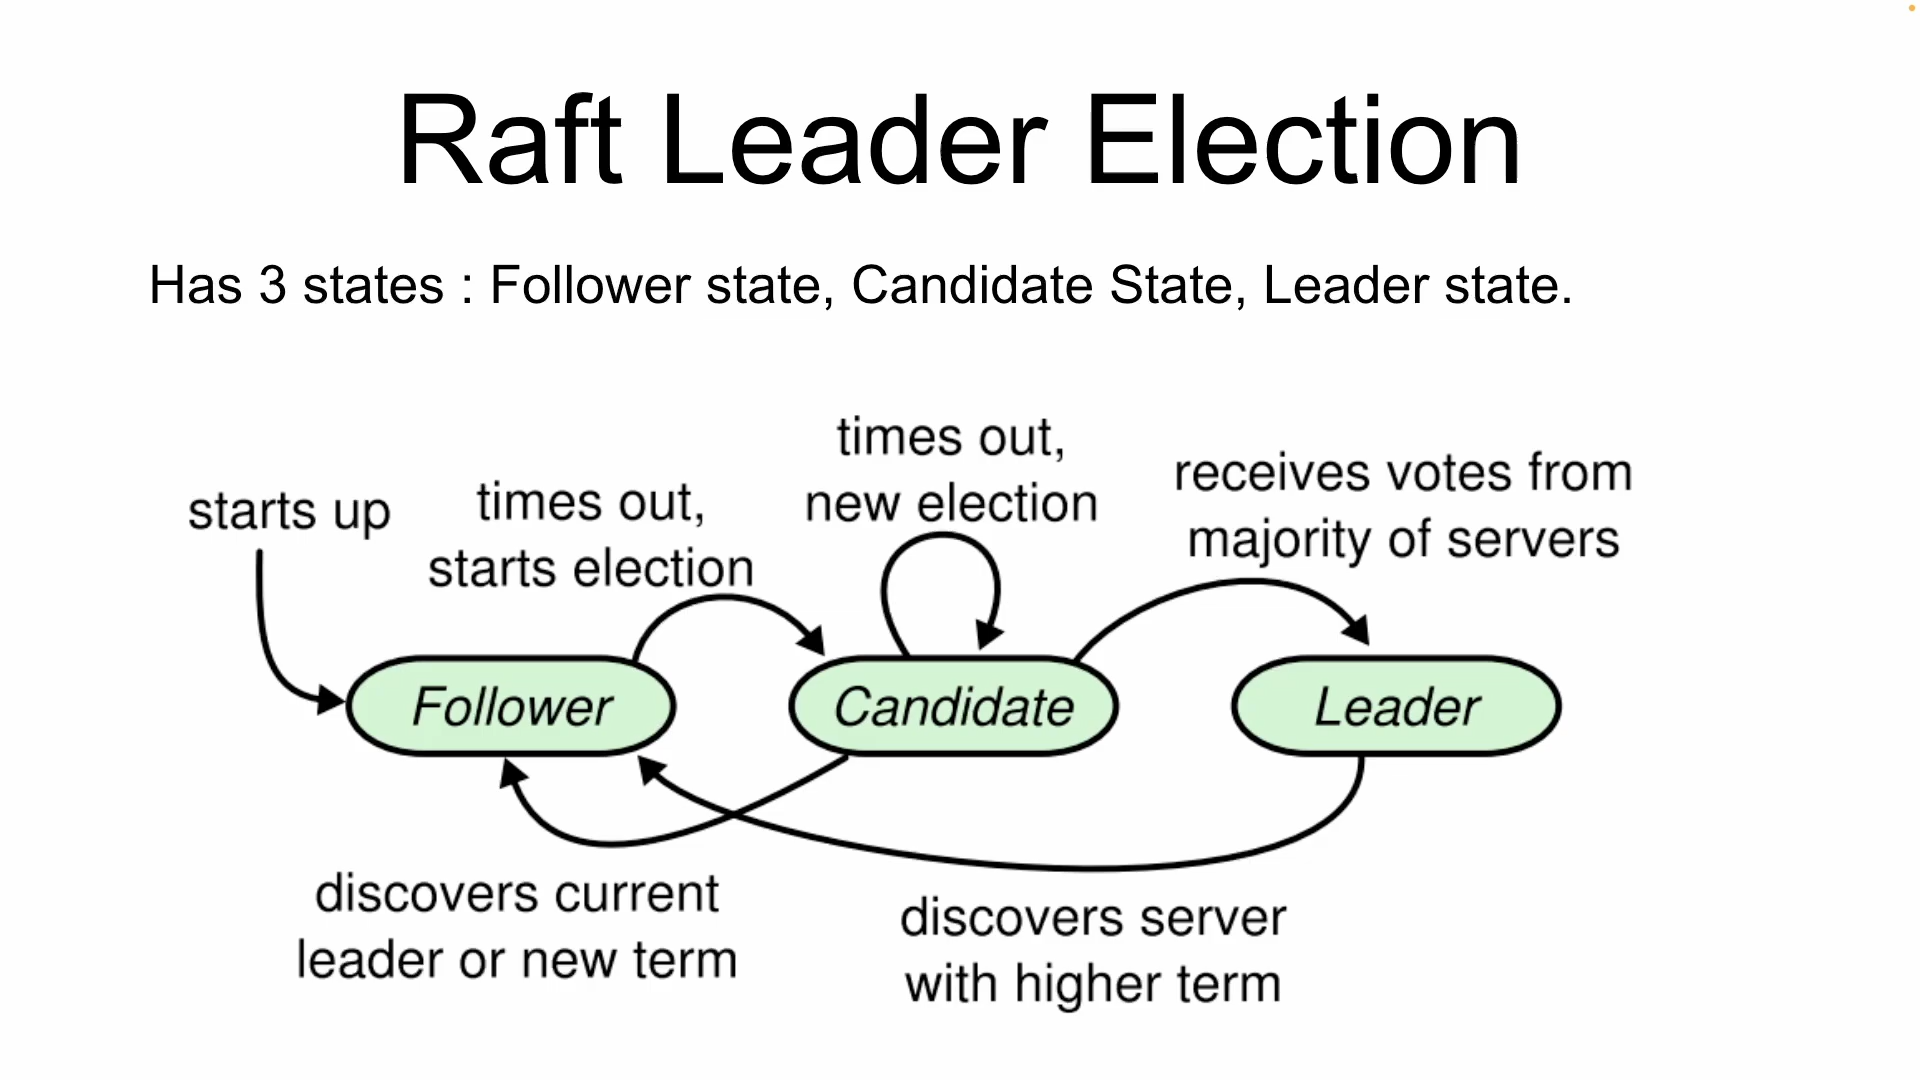 Raft Leader Election
Has 3 states : Follower state, Candidate State, Leader state.
starts up
times out,
starts election
times out,
new election
receives votes from
majority of servers
Follower
Candidate
Leader
discovers current
leader or new term
discovers server
with higher term